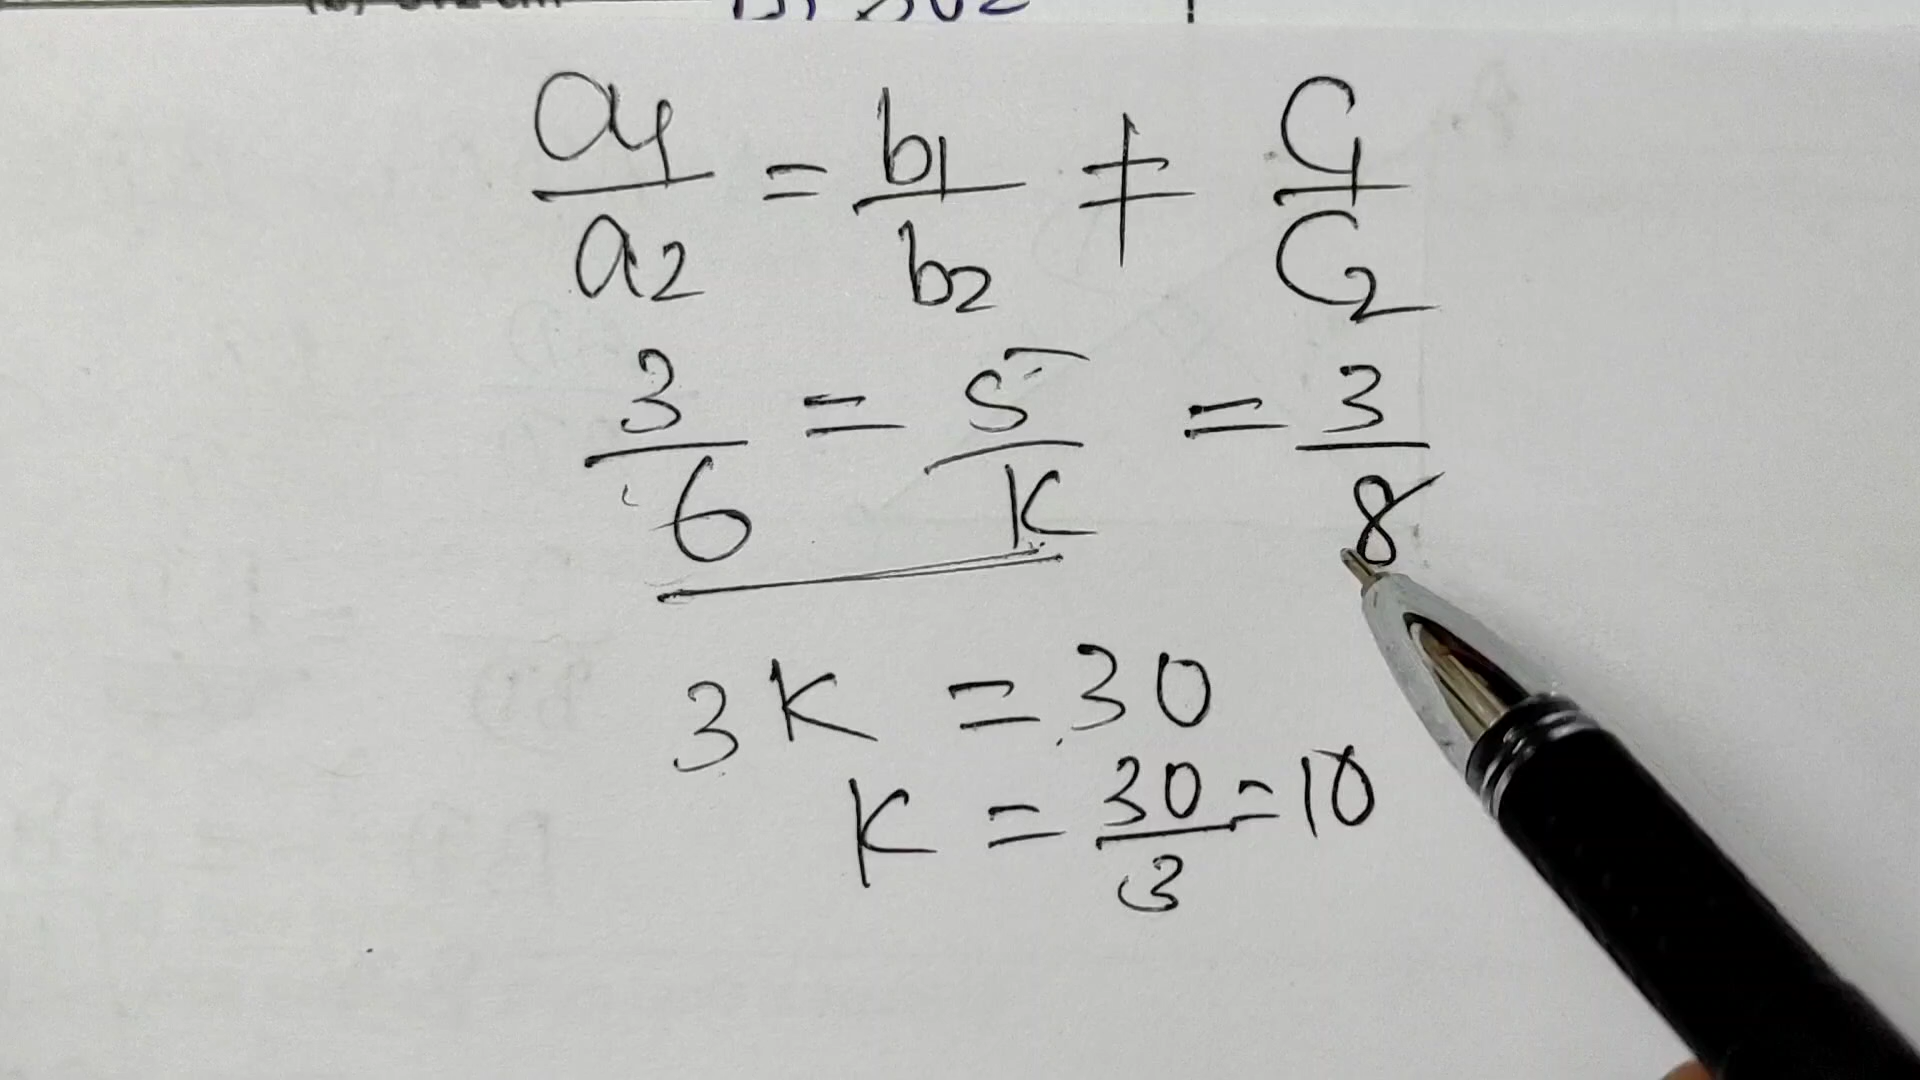 a1/a2 = b1/b2 ≠ C1/C2
3/6 = 5/K = 3/8
3K = 30
K = 30/3 = 10